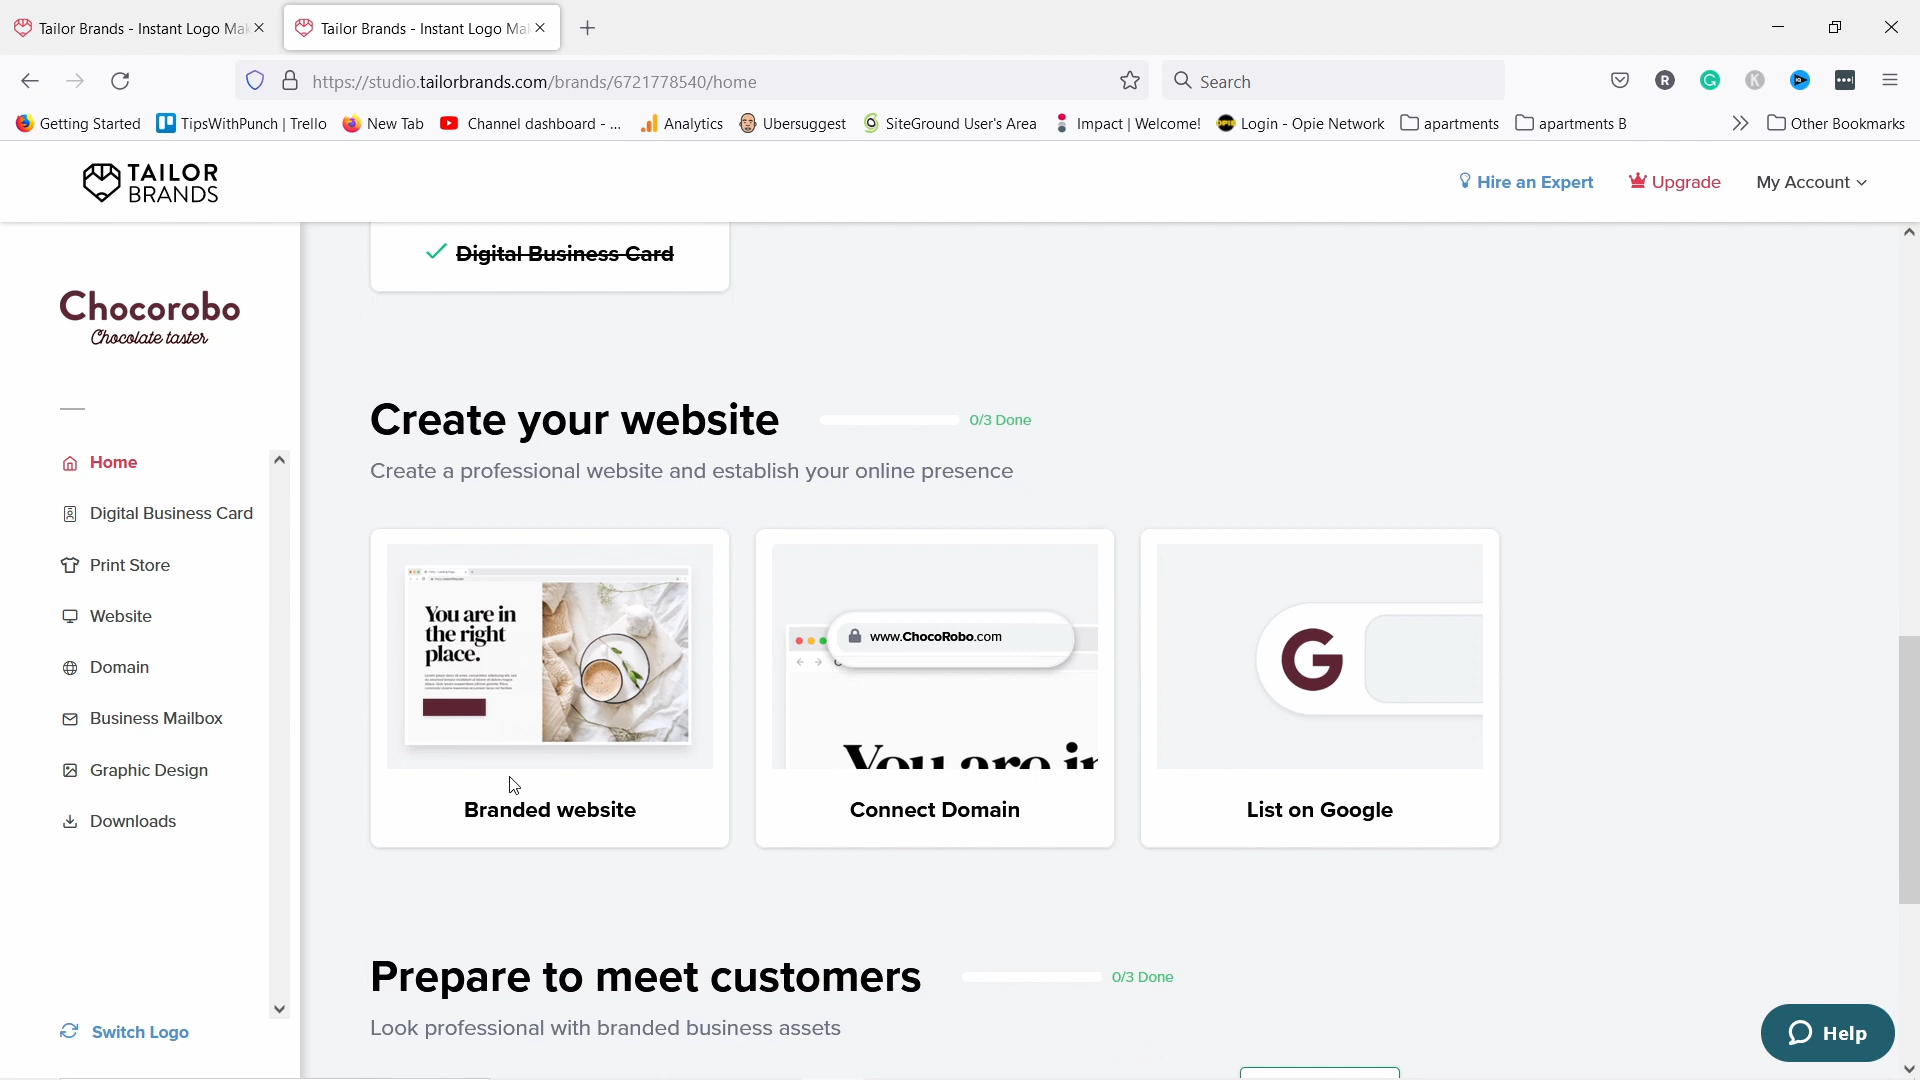 Tailor Brands - Instant Logo Mak
Tailor Brands - Instant Logo Mak
https://studio.tailorbrands.com/brands/6721778540/home
Search
Getting Started
TipsWithPunch | Trello
New Tab
Channel dashboard - ...
Analytics
Ubersuggest
SiteGround User's Area
Impact | Welcome!
Login - Opie Network
apartments
apartments B
Other Bookmarks
TAILOR
BRANDS
Hire an Expert
Upgrade
My Account
Digital Business Card
Chocorobo
Chocolate taster
Home
Digital Business Card
Print Store
Website
Domain
Business Mailbox
Graphic Design
Downloads
Switch Logo
Create your website
0/3 Done
Create a professional website and establish your online presence
You are in
the right
place.
Branded website
www.ChocoRobo.com
You are in
Connect Domain
G
List on Google
Prepare to meet customers
0/3 Done
Look professional with branded business assets
Help